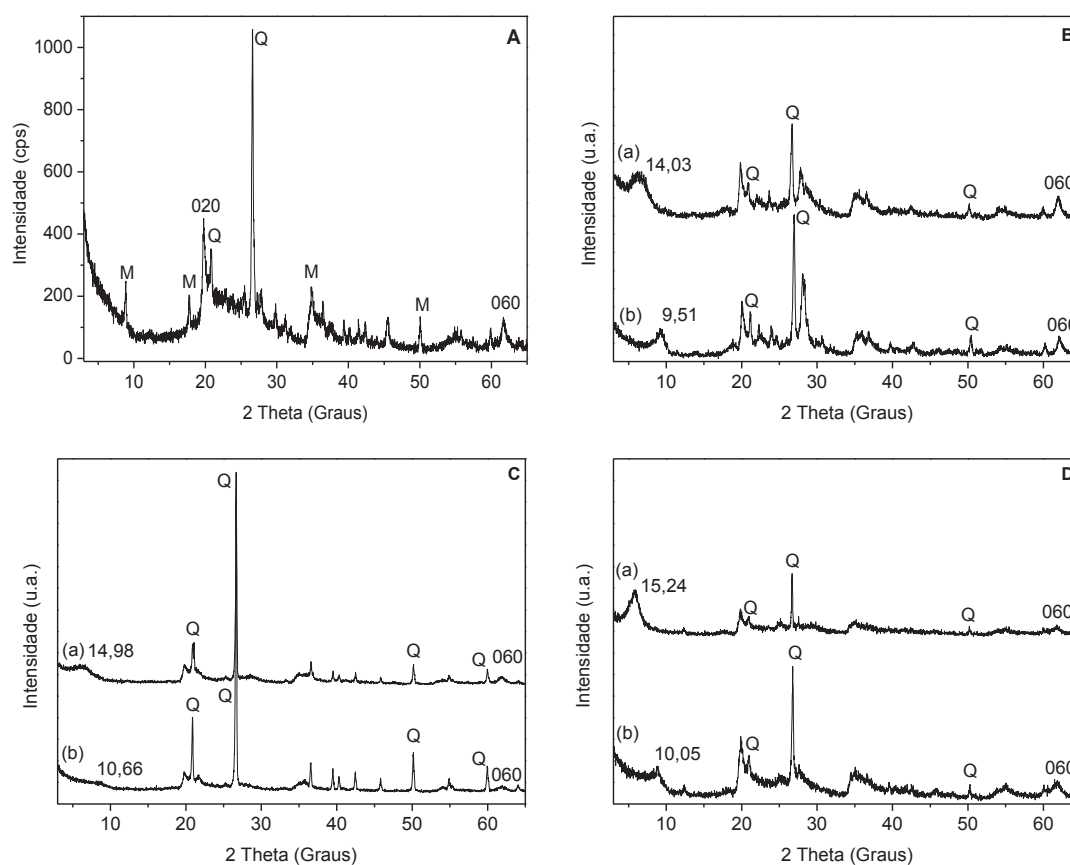 A
Intensidade (cps)
1000
800
600
400
200
0
M
M
020
Q
Q
M
M
060
10 20 30 40 50 60
2 Theta (Graus)
B
Intensidade (u.a.)
(a) 14,03
Q
Q
Q
060
(b) 9,51
Q
Q
Q
060
10 20 30 40 50 60
2 Theta (Graus)
C
Intensidade (u.a.)
(a) 14,98
Q
Q
Q
Q 060
(b) 10,66
Q
Q
Q
Q 060
10 20 30 40 50 60
2 Theta (Graus)
D
Intensidade (u.a.)
(a) 15,24
Q
Q
Q
060
(b) 10,05
Q
Q
Q
060
10 20 30 40 50 60
2 Theta (Graus)